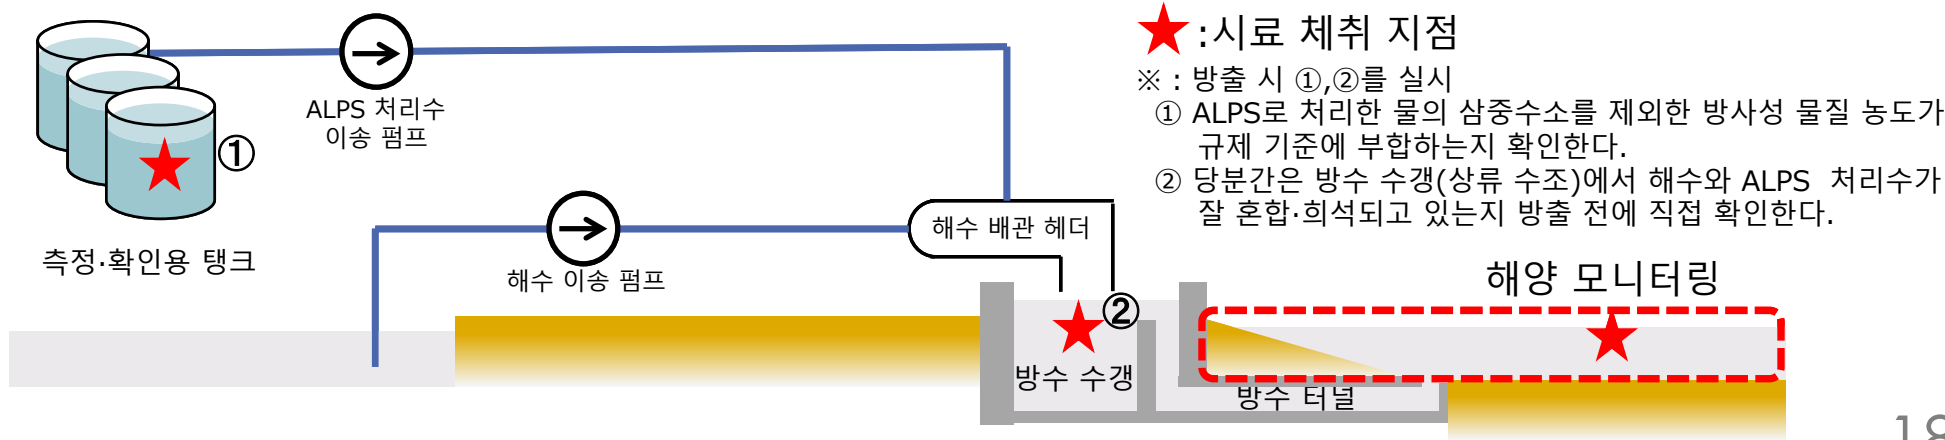 ★:시료 체취 지점
※ : 방출 시 ①,②를 실시
① ALPS로 처리한 물의 삼중수소를 제외한 방사성 물질 농도가
규제 기준에 부합하는지 확인한다.
② 당분간은 방수 수갱(상류 수조)에서 해수와 ALPS 처리수가
잘 혼합·희석되고 있는지 방출 전에 직접 확인한다.
ALPS 처리수
이송 펌프
①
측정·확인용 탱크
해수 이송 펌프
해수 배관 헤더
②
방수 수갱
방수 터널
해양 모니터링
18